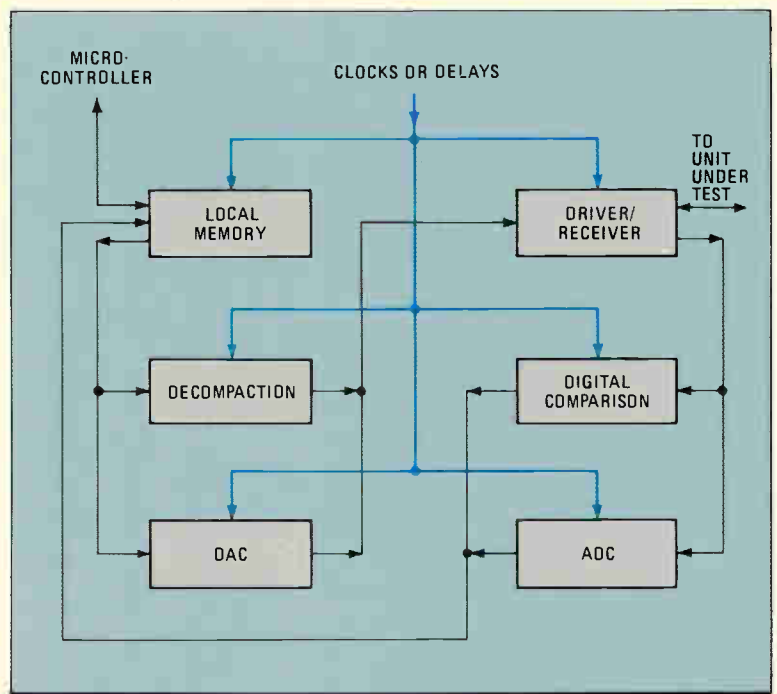 MICRO-
CONTROLLER
CLOCKS OR DELAYS
TO
UNIT
UNDER
TEST
LOCAL
MEMORY
DRIVER/
RECEIVER
DECOMPACTION
DIGITAL
COMPARISON
DAC
ADC